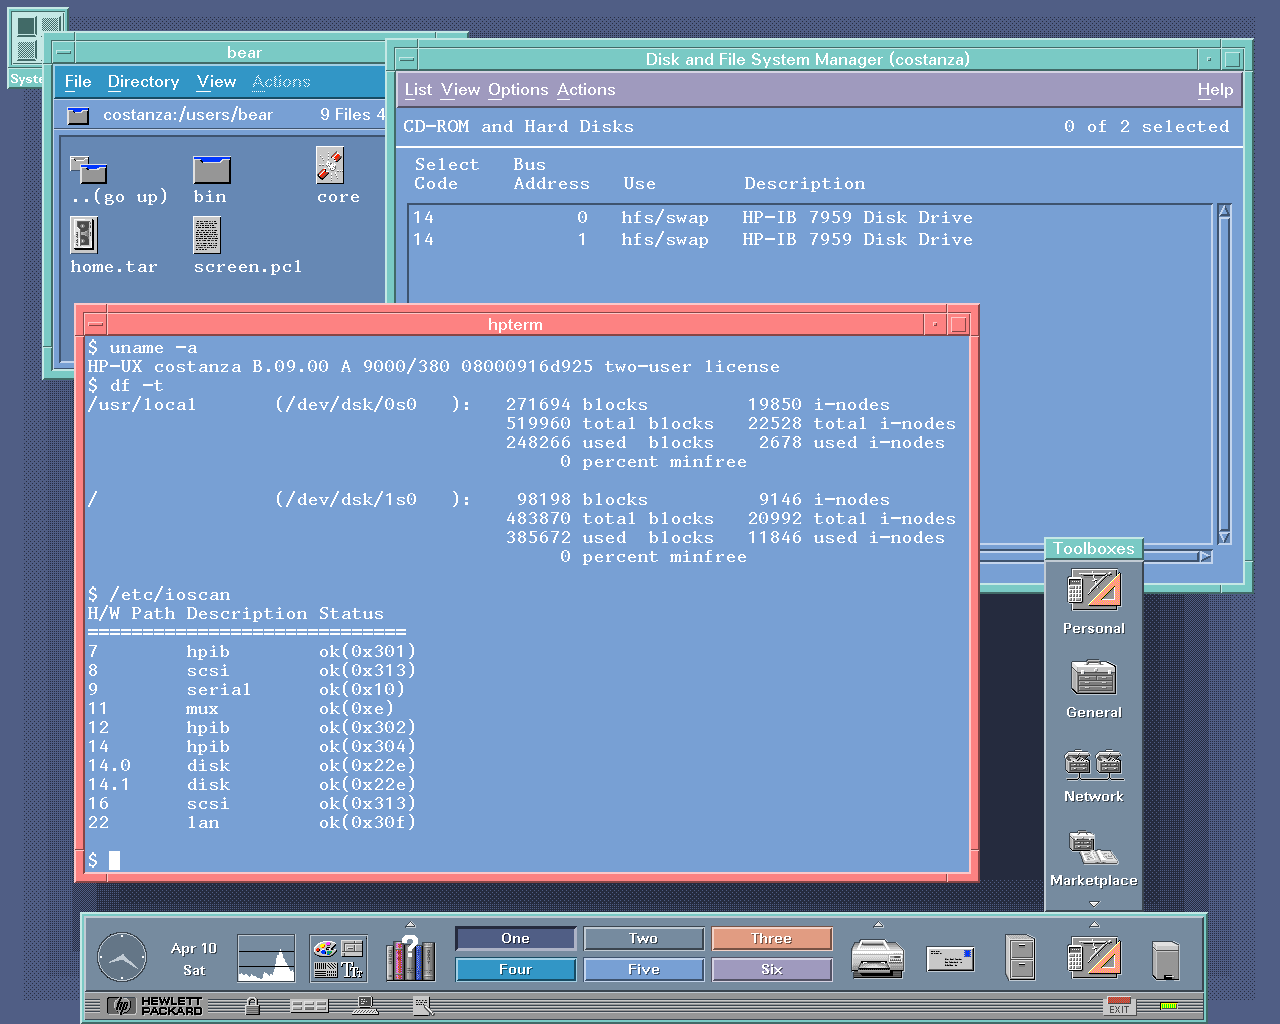 Syste
bear
File Directory View Actions
costanza:/users/bear 9 Files 4
..(go up) bin core
home.tar screen.pcl
Disk and File System Manager (costanza)
List View Options Actions Help
CD-ROM and Hard Disks 0 of 2 selected
Select Bus
Code Address Use Description
14 0 hfs/swap HP-IB 7959 Disk Drive
14 1 hfs/swap HP-IB 7959 Disk Drive
hpterm
$ uname -a
HP-UX costanza B.09.00 A 9000/380 08000916d925 two-user license
$ df -t
/usr/local (/dev/dsk/0s0 ): 271694 blocks 19850 i-nodes
519960 total blocks 22528 total i-nodes
248266 used blocks 2678 used i-nodes
0 percent minfree
/ (/dev/dsk/1s0 ): 98198 blocks 9146 i-nodes
483870 total blocks 20992 total i-nodes
385672 used blocks 11846 used i-nodes
0 percent minfree
$ /etc/ioscan
H/W Path Description Status
=============================
7 hpib ok(0x301)
8 scsi ok(0x313)
9 serial ok(0x10)
11 mux ok(0xe)
12 hpib ok(0x302)
14 hpib ok(0x304)
14.0 disk ok(0x22e)
14.1 disk ok(0x22e)
16 scsi ok(0x313)
22 lan ok(0x30f)
$
Toolboxes
Personal
General
Network
Marketplace
Apr 10
Sat
One Two Three
Four Five Six
hp HEWLETT
PACKARD
EXIT